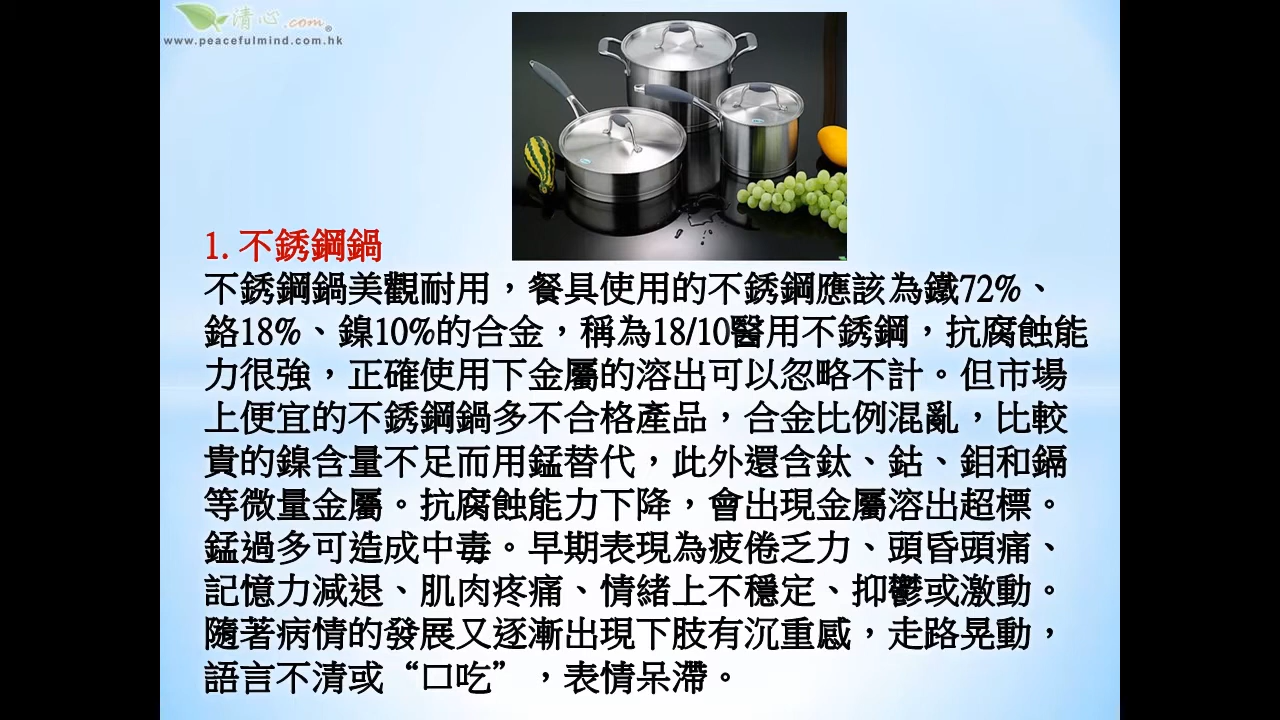 清心.com®
www.peacefulmind.com.hk
1. 不銹鋼鍋
不銹鋼鍋美觀耐用，餐具使用的不銹鋼應該為鐵72%、
鉻18%、鎳10%的合金，稱為18/10醫用不銹鋼，抗腐蝕能
力很強，正確使用下金屬的溶出可以忽略不計。但市場
上便宜的不銹鋼鍋多不合格產品，合金比例混亂，比較
貴的鎳含量不足而用錳替代，此外還含鈦、鈷、鉬和鎘
等微量金屬。抗腐蝕能力下降，會出現金屬溶出超標。
錳過多可造成中毒。早期表現為疲倦乏力、頭昏頭痛、
記憶力減退、肌肉疼痛、情緒上不穩定、抑鬱或激動。
隨著病情的發展又逐漸出現下肢有沉重感，走路晃動，
語言不清或“口吃”，表情呆滯。